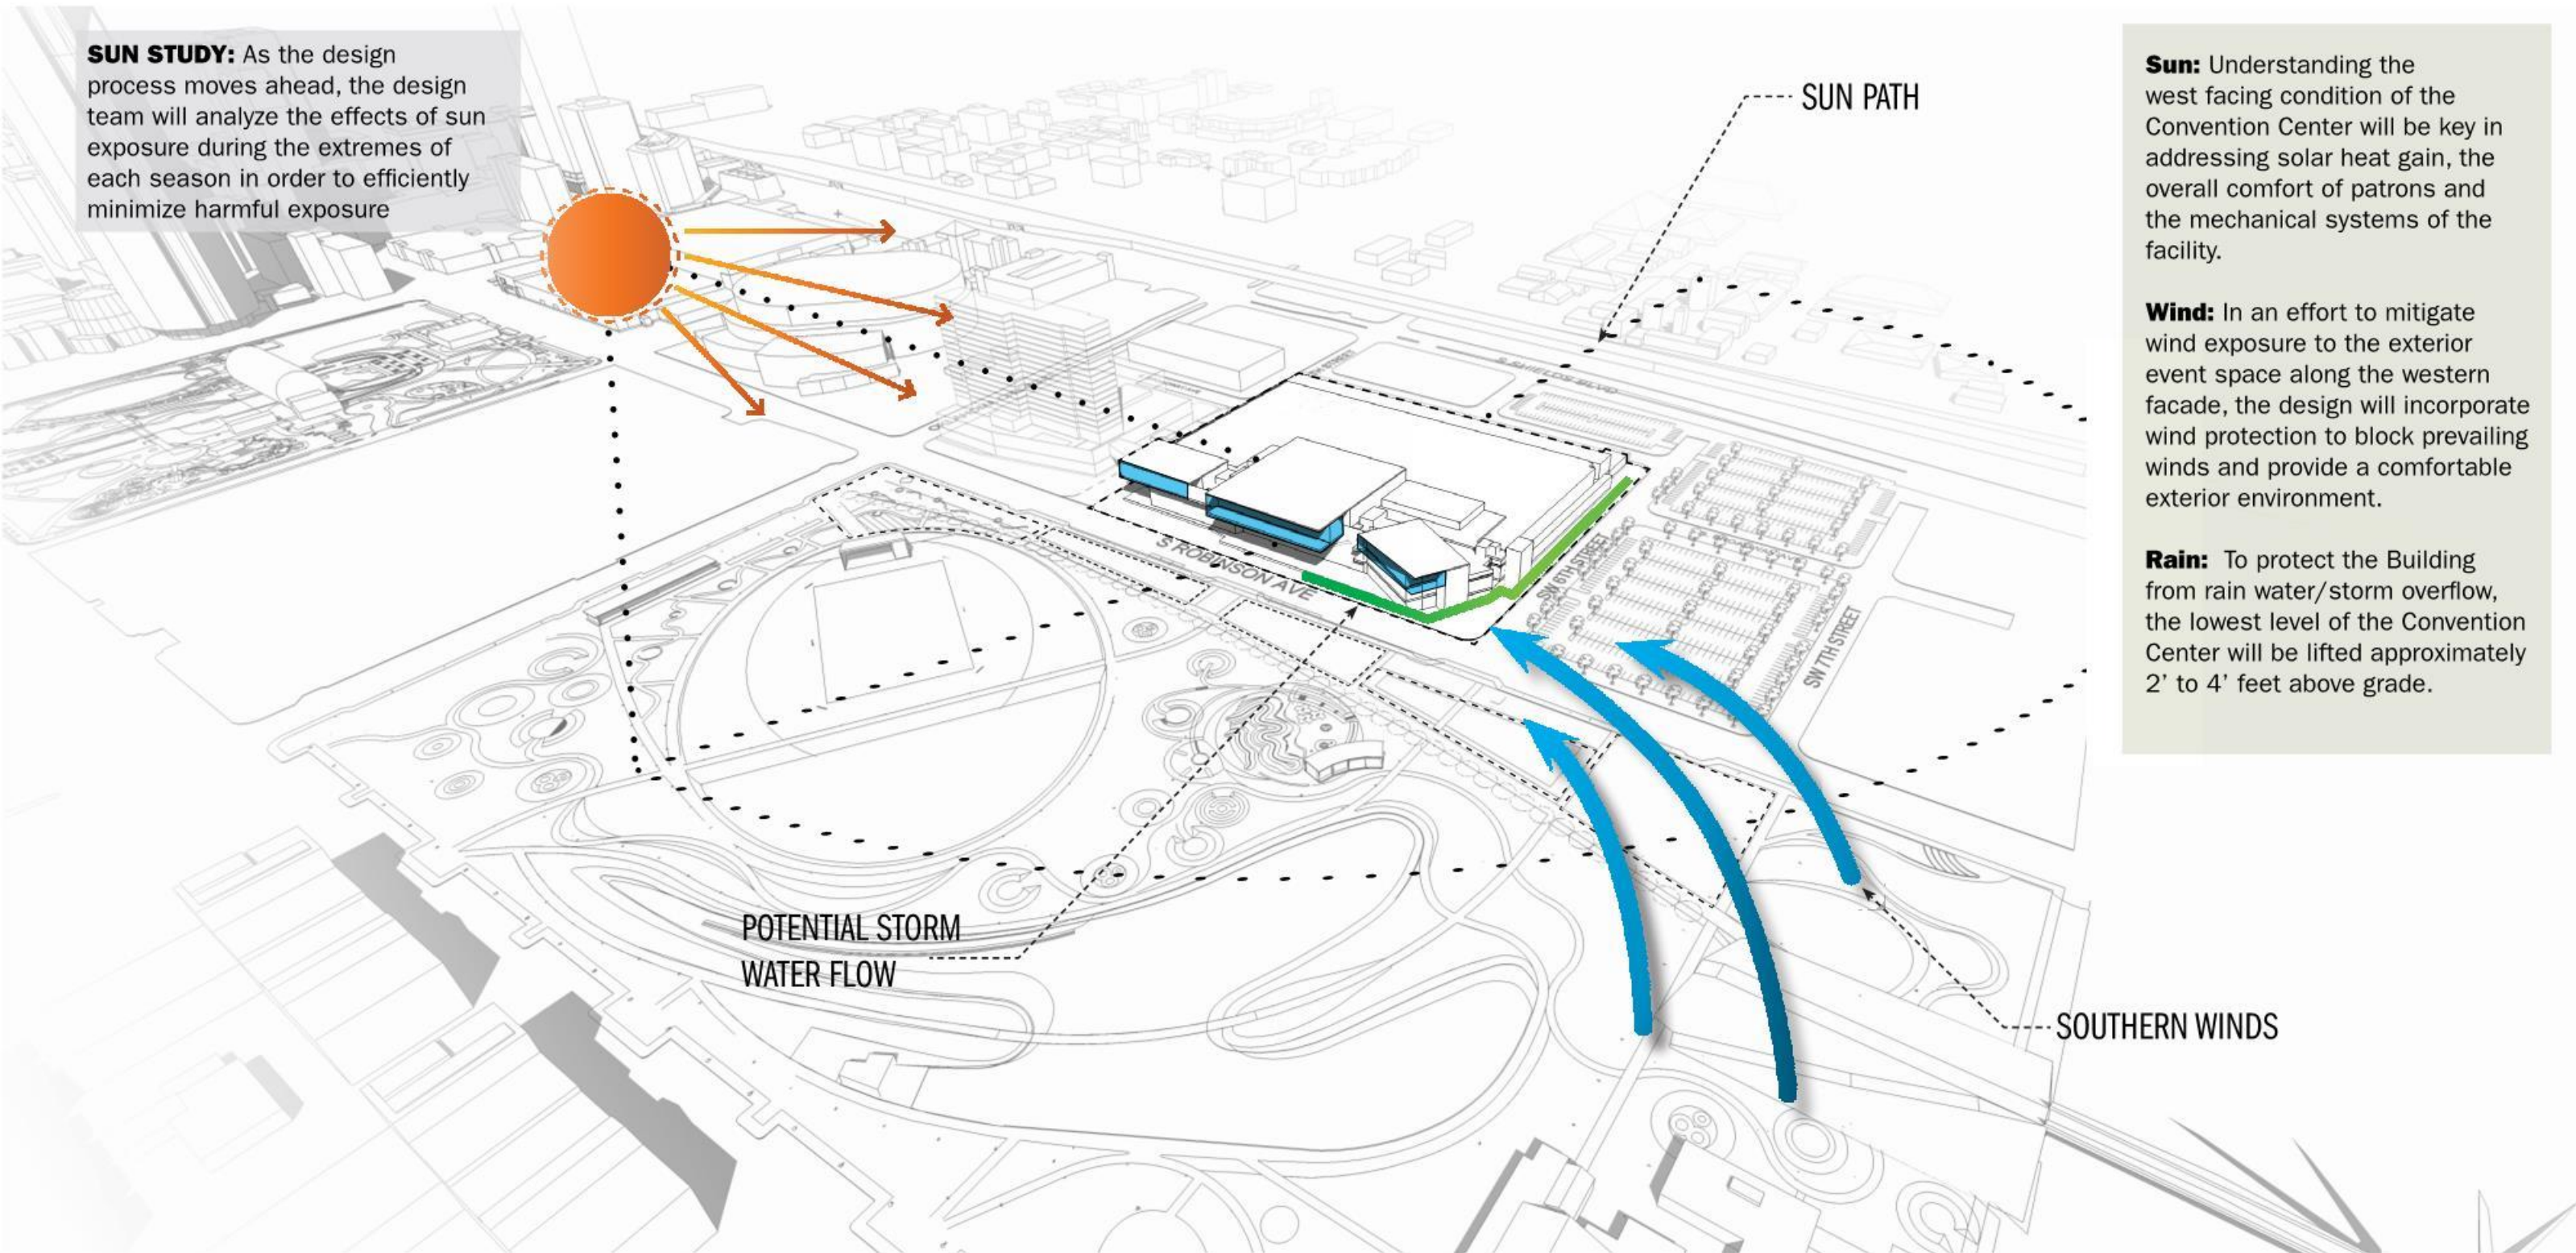 SUN STUDY: As the design
process moves ahead, the design
team will analyze the effects of sun
exposure during the extremes of
each season in order to efficiently
minimize harmful exposure
SUN PATH
Sun: Understanding the
west facing condition of the
Convention Center will be key in
addressing solar heat gain, the
overall comfort of patrons and
the mechanical systems of the
facility.
Wind: In an effort to mitigate
wind exposure to the exterior
event space along the western
facade, the design will incorporate
wind protection to block prevailing
winds and provide a comfortable
exterior environment.
Rain: To protect the Building
from rain water/storm overflow,
the lowest level of the Convention
Center will be lifted approximately
2' to 4' feet above grade.
S SHIELDS BLVD
S ROBINSON AVE
SW 6TH STREET
SW 7TH STREET
POTENTIAL STORM
WATER FLOW
SOUTHERN WINDS